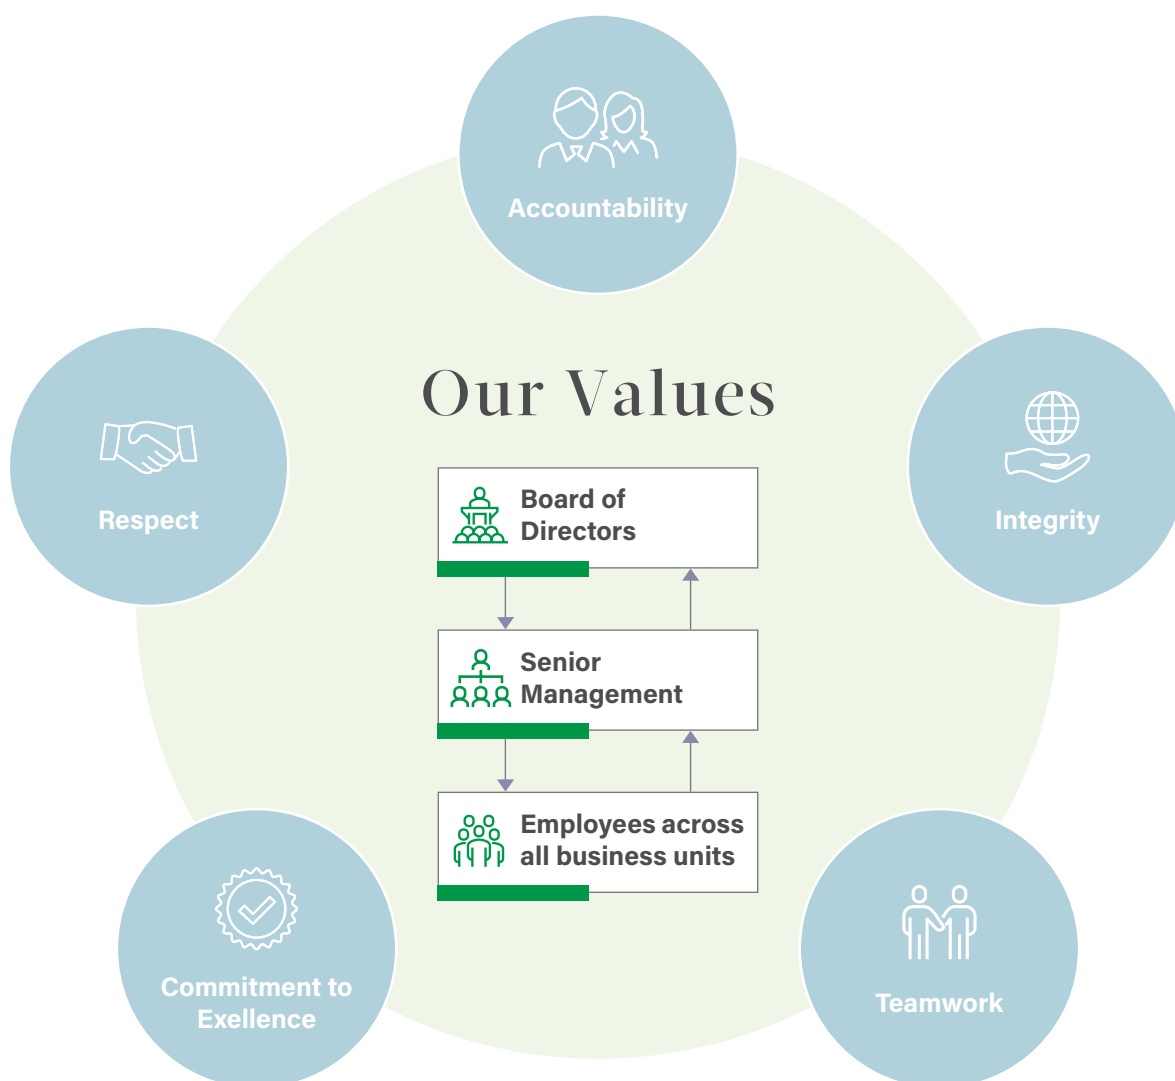 Accountability
Our Values
Respect
Integrity
Board of
Directors
Senior
Management
Employees across
all business units
Commitment to
Exellence
Teamwork